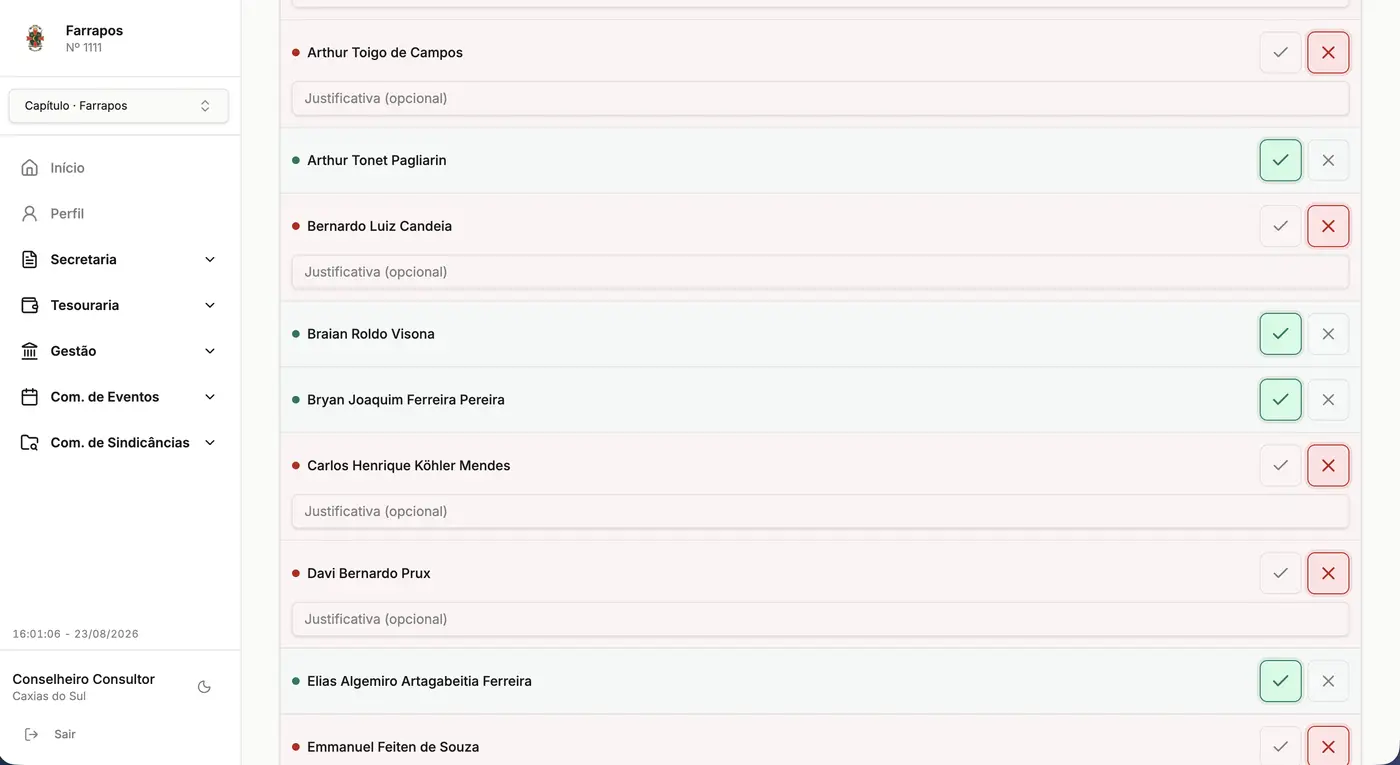 Farrapos
Nº 1111
Capítulo · Farrapos
Início
Perfil
Secretaria
Tesouraria
Gestão
Com. de Eventos
Com. de Sindicâncias
16:01:06 - 23/08/2026
Conselheiro Consultor
Caxias do Sul
Sair
Arthur Toigo de Campos
Justificativa (opcional)
Arthur Tonet Pagliarin
Bernardo Luiz Candeia
Justificativa (opcional)
Braian Roldo Visona
Bryan Joaquim Ferreira Pereira
Carlos Henrique Köhler Mendes
Justificativa (opcional)
Davi Bernardo Prux
Justificativa (opcional)
Elias Algemiro Artagabeitia Ferreira
Emmanuel Feiten de Souza